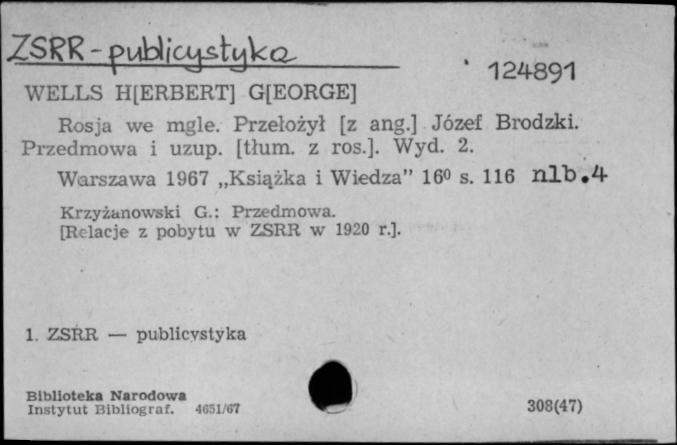 ZSRR - publicystyka
124891
WELLS H[ERBERT] G[EORGE]
Rosja we mgle. Przełożył [z ang.] Józef Brodzki.
Przedmowa i uzup. [tłum. z ros.]. Wyd. 2.
Warszawa 1967 „Książka i Wiedza” 16⁰ s. 116 nlb.4
Krzyżanowski G.: Przedmowa.
[Relacje z pobytu w ZSRR w 1920 r.].
1. ZSRR — publicystyka
Biblioteka Narodowa
Instytut Bibliograf. 4651/67
308(47)